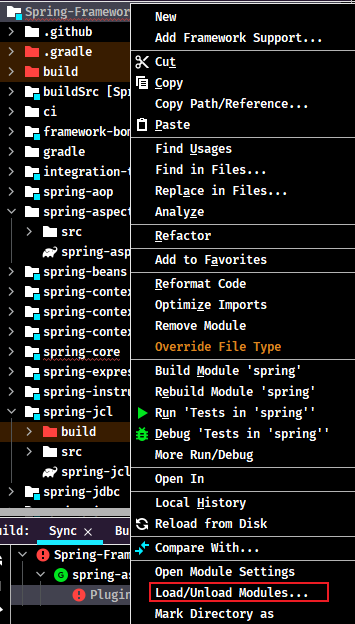 Spring-Framework
.github
.gradle
build
buildSrc [Spr
ci
framework-bom
gradle
integration-t
spring-aop
spring-aspect
src
spring-asp
spring-beans
spring-contex
spring-contex
spring-contex
spring-core
spring-expres
spring-instru
spring-jcl
build
src
spring-jcl
spring-jdbc
New
Add Framework Support...
Cut
Copy
Copy Path/Reference...
Paste
Find Usages
Find in Files...
Replace in Files...
Analyze
Refactor
Add to Favorites
Reformat Code
Optimize Imports
Remove Module
Override File Type
Build Module 'spring'
Rebuild Module 'spring'
Run 'Tests in 'spring''
Debug 'Tests in 'spring''
More Run/Debug
Open In
Local History
Reload from Disk
Compare With...
Open Module Settings
Load/Unload Modules...
Mark Directory as
ild: Sync × Bu
Spring-Fram
spring-as
Plugin